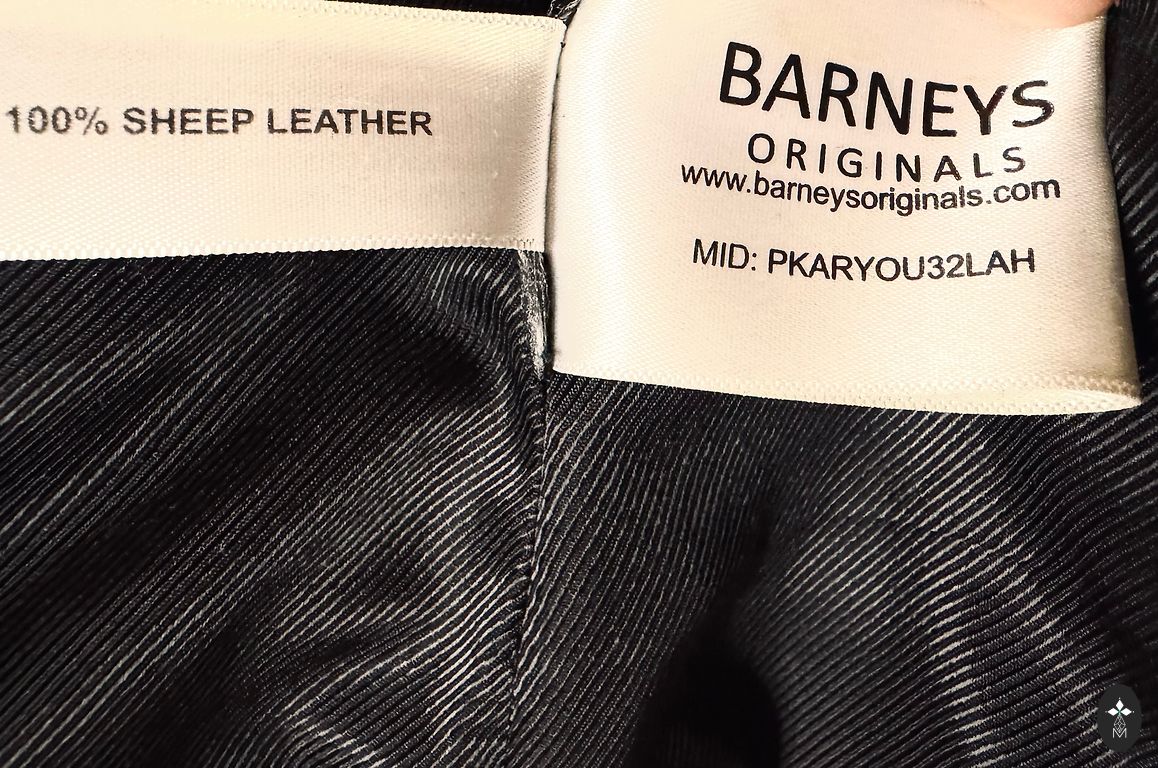 100% SHEEP LEATHER
BARNEYS
ORIGINALS
www.barneysoriginals.com
MID: PKARYOU32LAH
M